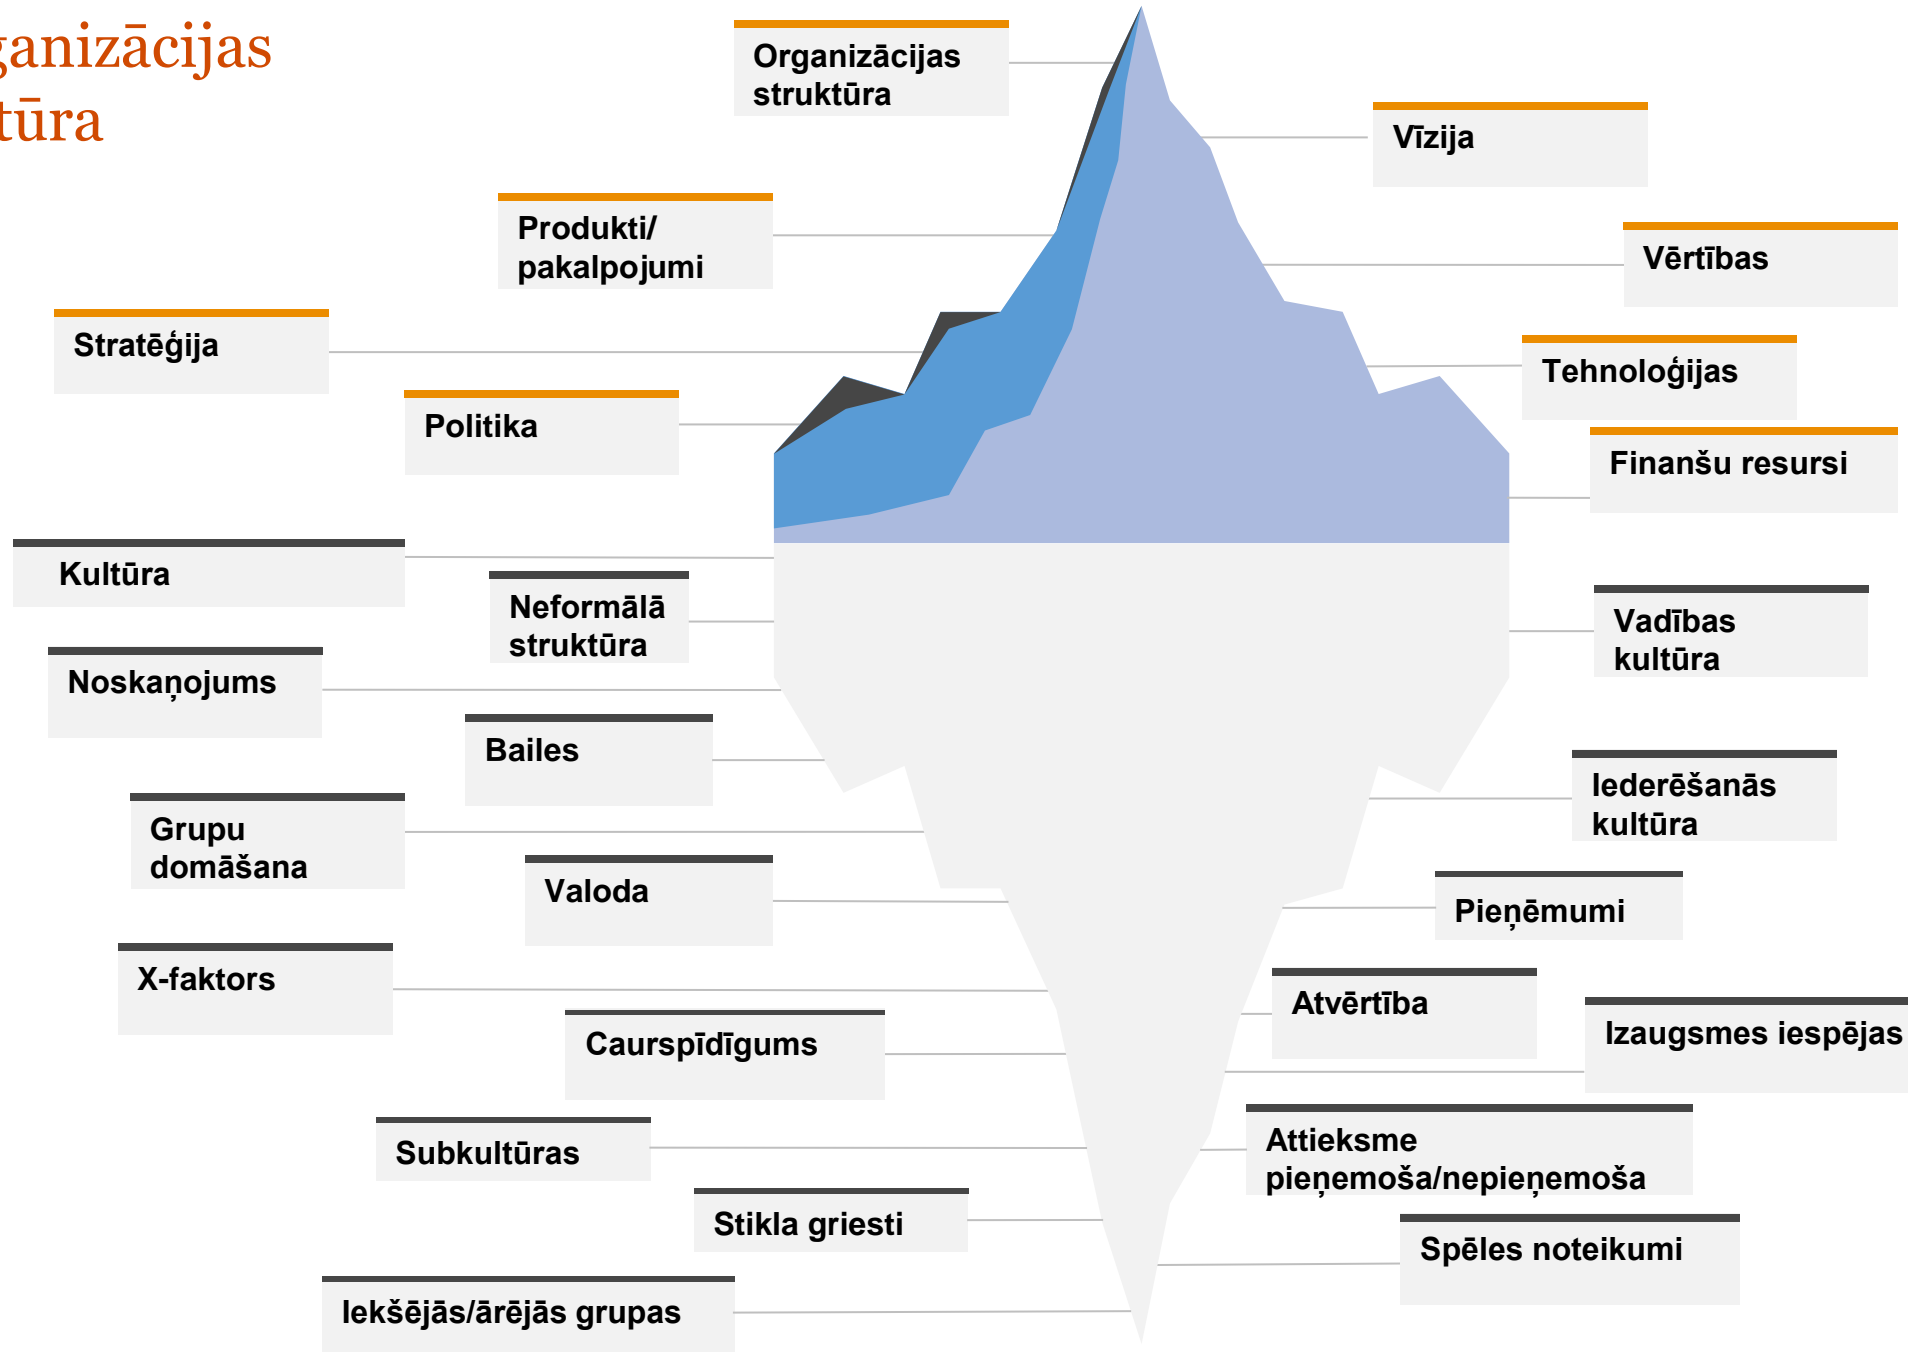 ganizācijas
tūra
Organizācijas
struktūra
Vīzija
Produkti/
pakalpojumi
Vērtības
Stratēģija
Tehnoloģijas
Politika
Finanšu resursi
Kultūra
Neformālā
struktūra
Vadības
kultūra
Noskaņojums
Bailes
Iederēšanās
kultūra
Grupu
domāšana
Valoda
Pieņēmumi
X-faktors
Atvērtība
Izaugsmes iespējas
Caurspīdīgums
Subkultūras
Attieksme
pieņemoša/nepieņemoša
Stikla griesti
Spēles noteikumi
Iekšējās/ārējās grupas